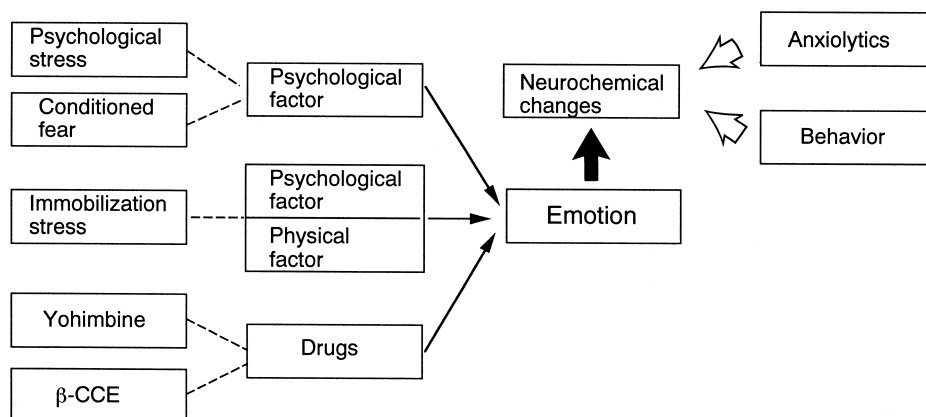 Psychological
stress
Conditioned
fear
Immobilization
stress
Yohimbine
β-CCE
Psychological
factor
Psychological
factor
Physical
factor
Drugs
Neurochemical
changes
Emotion
Anxiolytics
Behavior